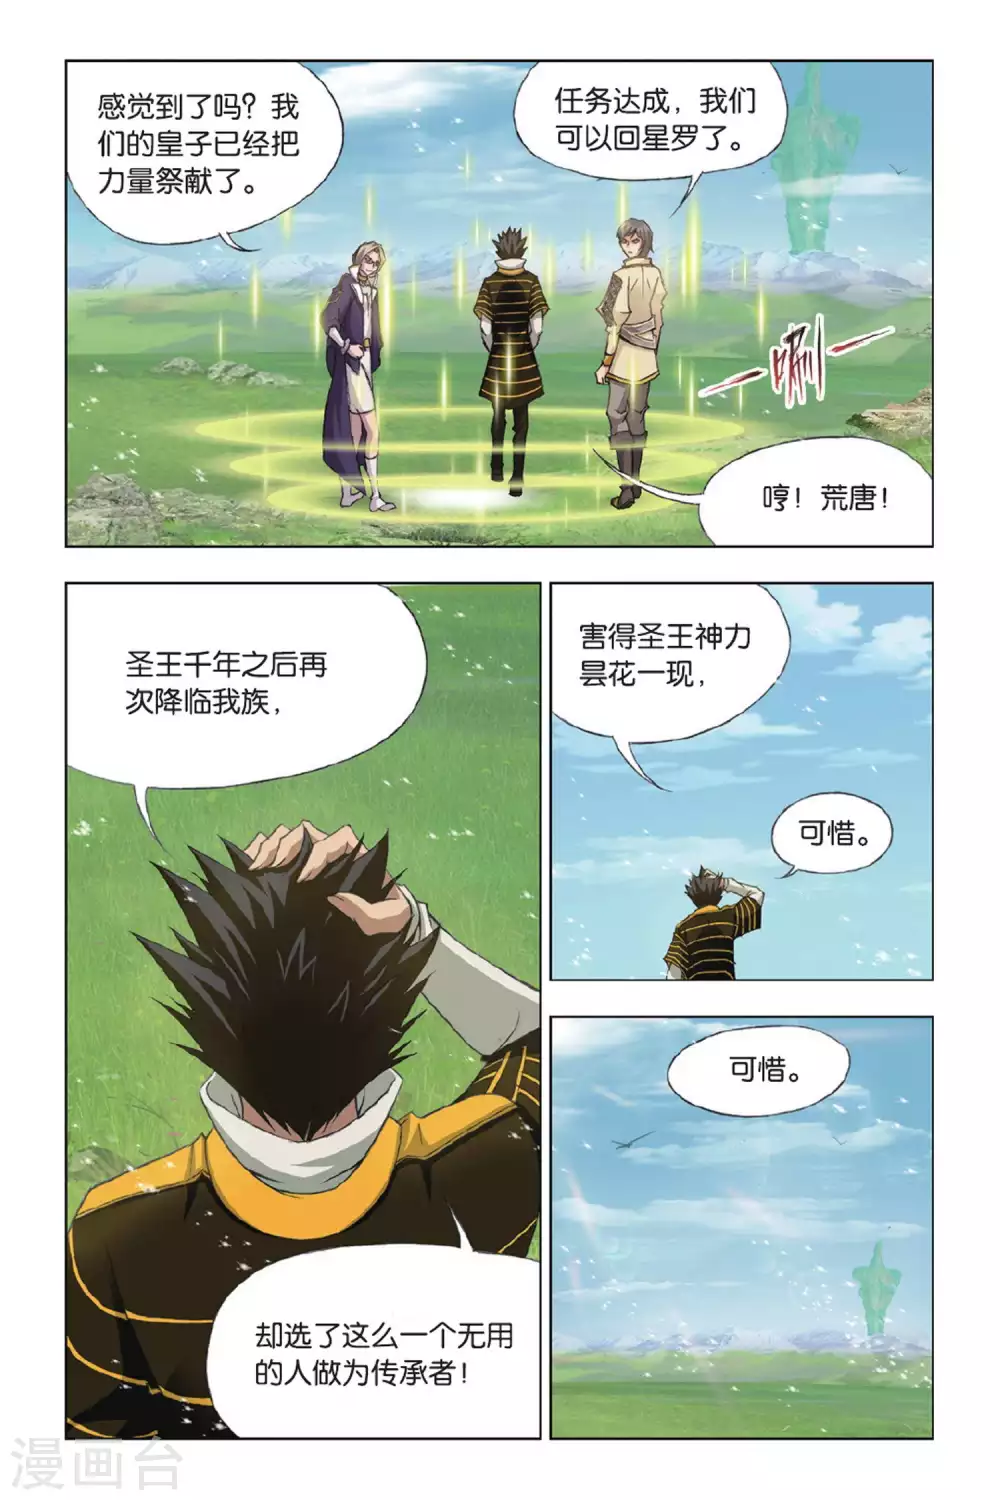 感觉到了吗？我
们的皇子已经把
力量祭献了。
任务达成，我们
可以回星罗了。
唰
哼！荒唐！
圣王千年之后再
次降临我族，
却选了这么一个无用
的人做为传承者！
害得圣王神力
昙花一现，
可惜。
可惜。
漫画台